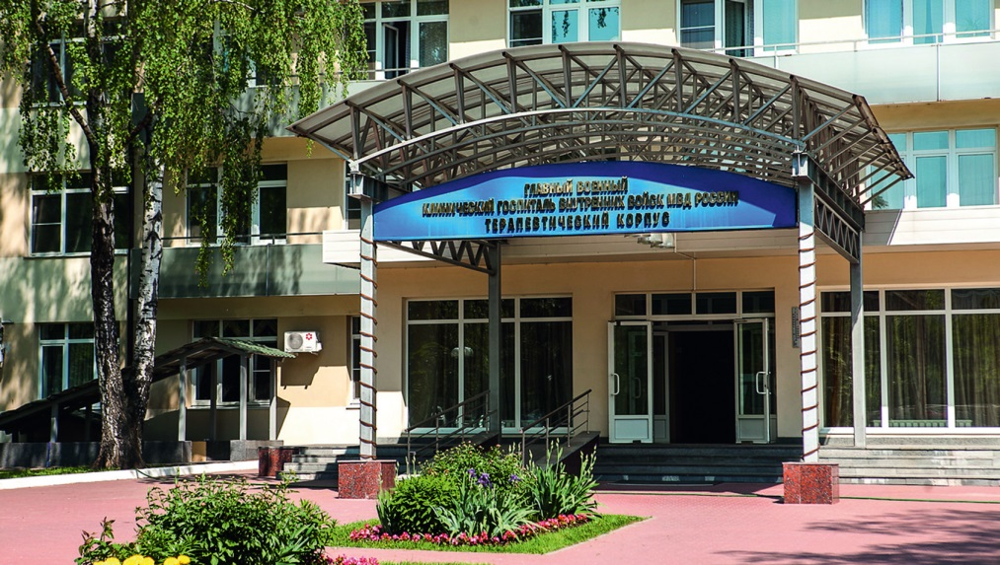 ГЛАВНЫЙ ВОЕННЫЙ
КЛИНИЧЕСКИЙ ГОСПИТАЛЬ ВНУТРЕННИХ ВОЙСК МВД РОССИИ
ТЕРАПЕВТИЧЕСКИЙ КОРПУС